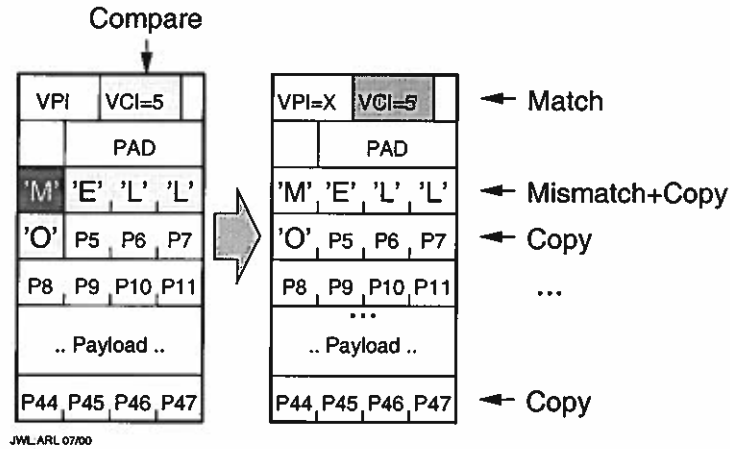 Compare
VPI VCI=5 VPI=X VCI=5 Match
PAD PAD
'M' 'E' 'L' 'L' 'M' 'E' 'L' 'L' Mismatch+Copy
'O' P5 P6 P7 'O' P5 P6 P7 Copy
P8 P9 P10 P11 P8 P9 P10 P11 ...
...
.. Payload .. .. Payload ..
P44 P45 P46 P47 P44 P45 P46 P47 Copy
JWL:ARL 07/00